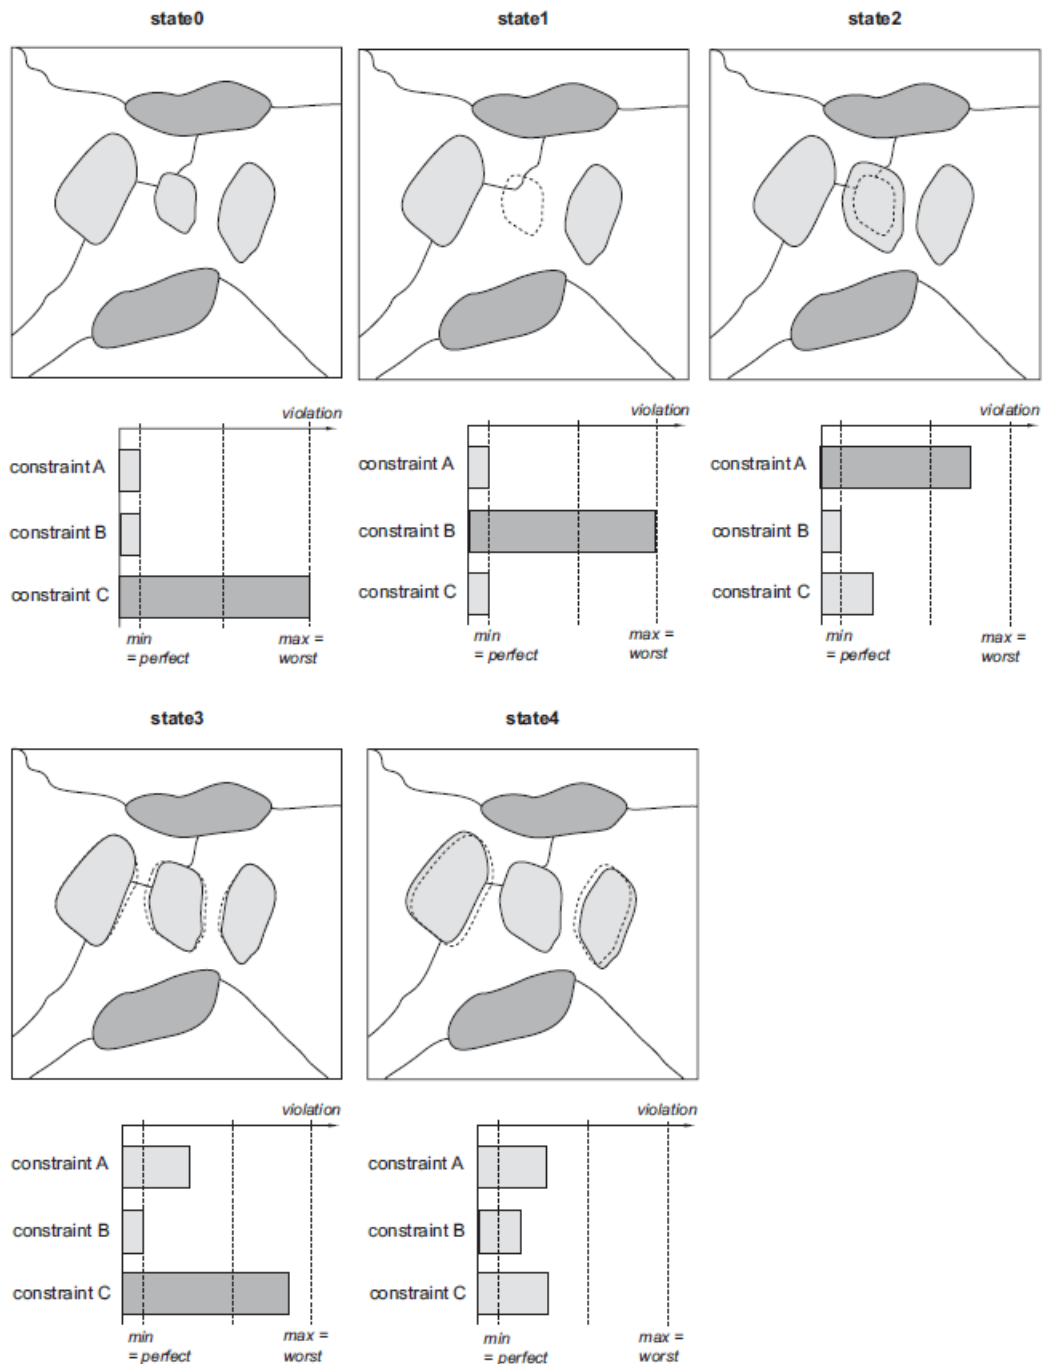 state0
state1
state2
violation
constraint A
constraint B
constraint C
min
= perfect
max =
worst
violation
constraint A
constraint B
constraint C
min
= perfect
max =
worst
violation
constraint A
constraint B
constraint C
min
= perfect
max =
worst
state3
state4
violation
constraint A
constraint B
constraint C
min
= perfect
max =
worst
violation
constraint A
constraint B
constraint C
min
= perfect
max =
worst